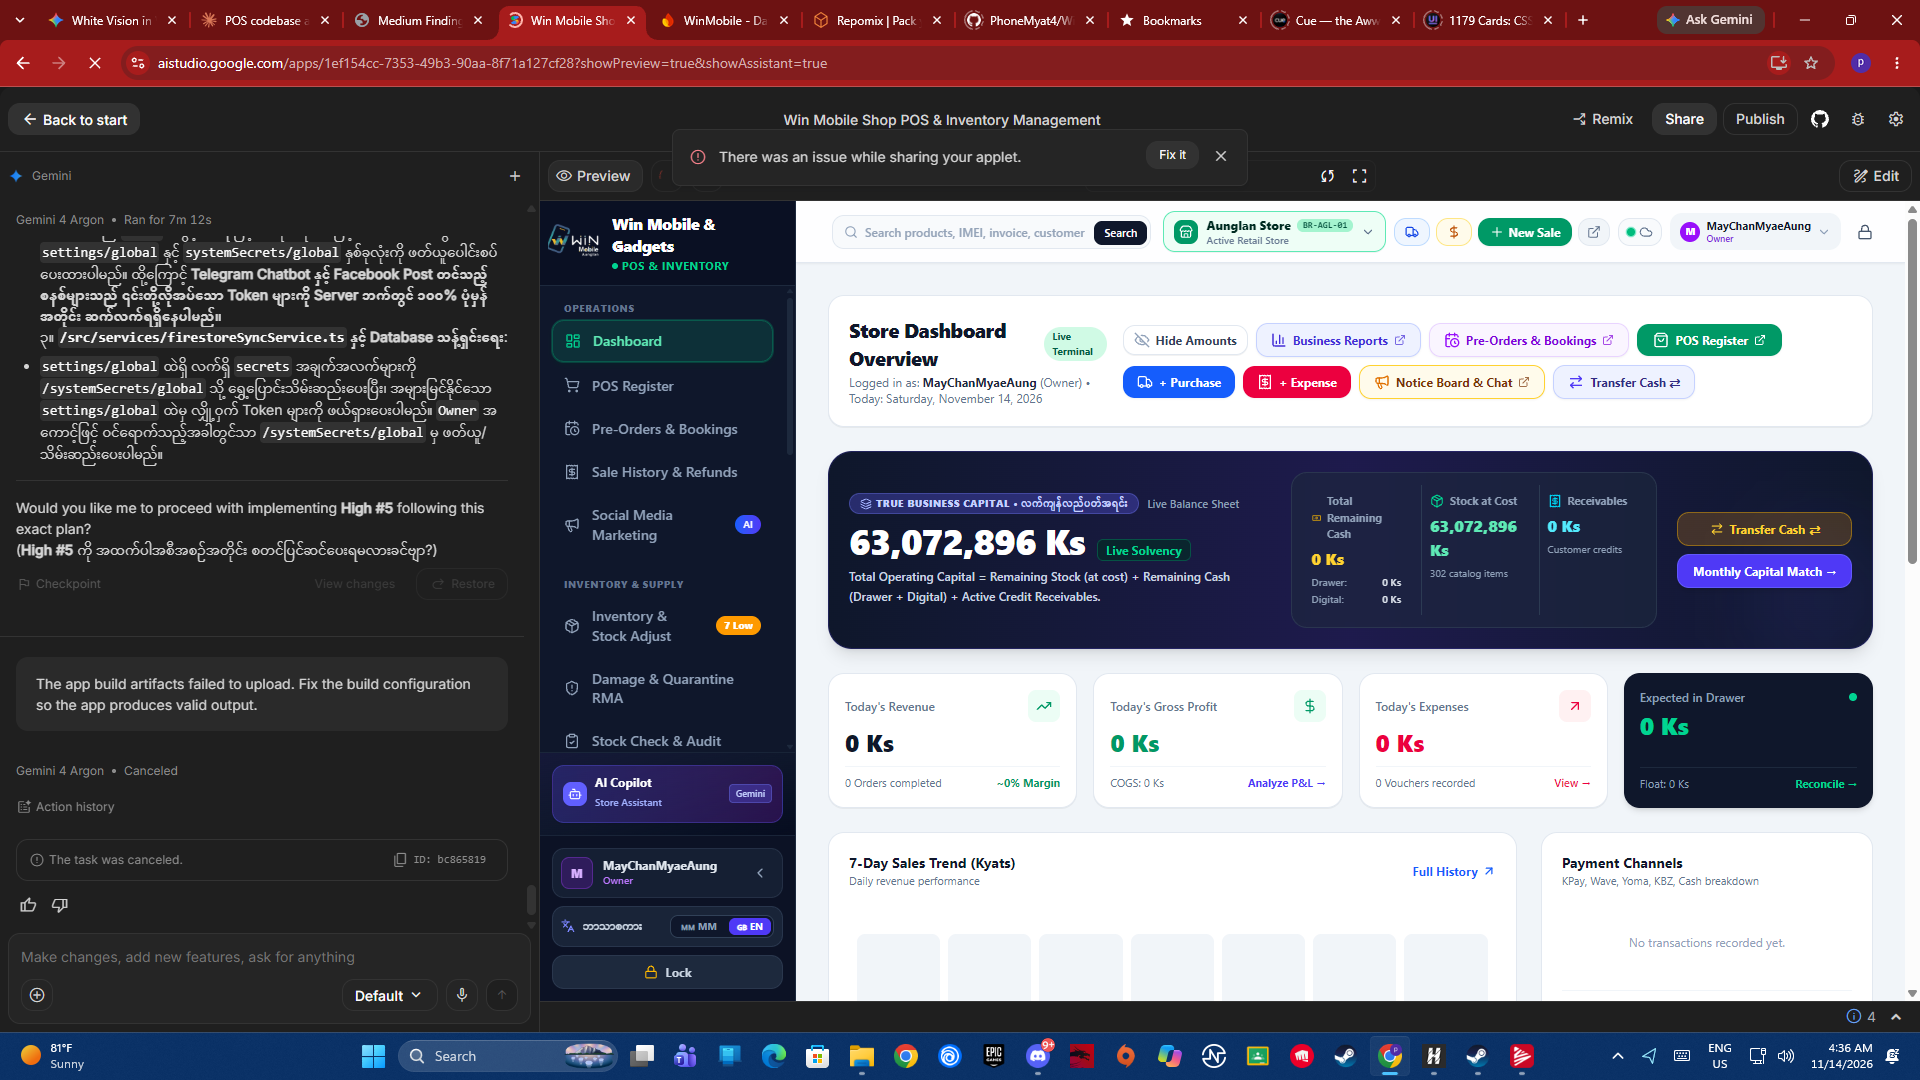 White Vision in
POS codebase a
Medium Finding
Win Mobile Sho
WinMobile - Da
Repomix | Pack
PhoneMyat4/W
Bookmarks
Cue — the Aww
1179 Cards: CSS
Ask Gemini
aistudio.google.com/apps/1ef154cc-7353-49b3-90aa-8f71a127cf28?showPreview=true&showAssistant=true
p
Back to start
Win Mobile Shop POS & Inventory Management
Remix
Share
Publish
There was an issue while sharing your applet.
Fix it
Gemini
Preview
Edit
Gemini 4 Argon • Ran for 7m 12s
settings/global နှင့် systemSecrets/global နှစ်ခုလုံးကို ဖတ်ယူပေါင်းစပ်
ပေးထားပါမည်။ ထို့ကြောင့် Telegram Chatbot နှင့် Facebook Post တင်သည့်
စနစ်များသည် ၎င်းတို့လိုအပ်သော Token များကို Server ဘက်တွင် ၁၀၀% ပုံမှန်
အတိုင်း ဆက်လက်ရရှိနေပါမည်။
၃။ /src/services/firestoreSyncService.ts နှင့် Database သန့်ရှင်းရေး:
• settings/global ထဲရှိ လက်ရှိ secrets အချက်အလက်များကို
/systemSecrets/global သို့ ရွှေ့ပြောင်းသိမ်းဆည်းပေးပြီး၊ အများမြင်နိုင်သော
settings/global ထဲမှ လျှို့ဝှက် Token များကို ဖယ်ရှားပေးပါမည်။ Owner အ
ကောင့်ဖြင့် ဝင်ရောက်သည့်အခါတွင်သာ /systemSecrets/global မှ ဖတ်ယူ/
သိမ်းဆည်းပေးပါမည်။
Would you like me to proceed with implementing High #5 following this
exact plan?
(High #5 ကို အထက်ပါအစီအစဉ်အတိုင်း စတင်ပြင်ဆင်ပေးရမလားခင်ဗျာ?)
Checkpoint
View changes
Restore
The app build artifacts failed to upload. Fix the build configuration
so the app produces valid output.
Gemini 4 Argon • Canceled
Action history
The task was canceled.
ID: bc865819
Make changes, add new features, ask for anything
Default
WiN
Mobile
Win Mobile &
Gadgets
POS & INVENTORY
OPERATIONS
Dashboard
POS Register
Pre-Orders & Bookings
Sale History & Refunds
Social Media
Marketing
AI
INVENTORY & SUPPLY
Inventory &
Stock Adjust
7 Low
Damage & Quarantine
RMA
Stock Check & Audit
AI Copilot
Store Assistant
Gemini
M
MayChanMyaeAung
Owner
ဘာသာစကား
MM MM
GB EN
Lock
Search products, IMEI, invoice, customer
Search
Aunglan Store BR-AGL-01
Active Retail Store
$
+ New Sale
M
MayChanMyaeAung
Owner
Store Dashboard
Overview
Live
Terminal
Logged in as: MayChanMyaeAung (Owner) •
Today: Saturday, November 14, 2026
Hide Amounts
Business Reports
Pre-Orders & Bookings
POS Register
+ Purchase
+ Expense
Notice Board & Chat
Transfer Cash ⇄
TRUE BUSINESS CAPITAL • လက်ကျန်လည်ပတ်အရင်း
Live Balance Sheet
63,072,896 Ks
Live Solvency
Total Operating Capital = Remaining Stock (at cost) + Remaining Cash
(Drawer + Digital) + Active Credit Receivables.
Total
Remaining
Cash
0 Ks
Drawer: 0 Ks
Digital: 0 Ks
Stock at Cost
63,072,896
Ks
302 catalog items
Receivables
0 Ks
Customer credits
Transfer Cash ⇄
Monthly Capital Match →
Today's Revenue
0 Ks
0 Orders completed
~0% Margin
Today's Gross Profit
$
0 Ks
COGS: 0 Ks
Analyze P&L →
Today's Expenses
0 Ks
0 Vouchers recorded
View →
Expected in Drawer
0 Ks
Float: 0 Ks
Reconcile →
7-Day Sales Trend (Kyats)
Daily revenue performance
Full History
Payment Channels
KPay, Wave, Yoma, KBZ, Cash breakdown
No transactions recorded yet.
4
81°F
Sunny
Search
EPIC
GAMES
9+
ENG
US
4:36 AM
11/14/2026